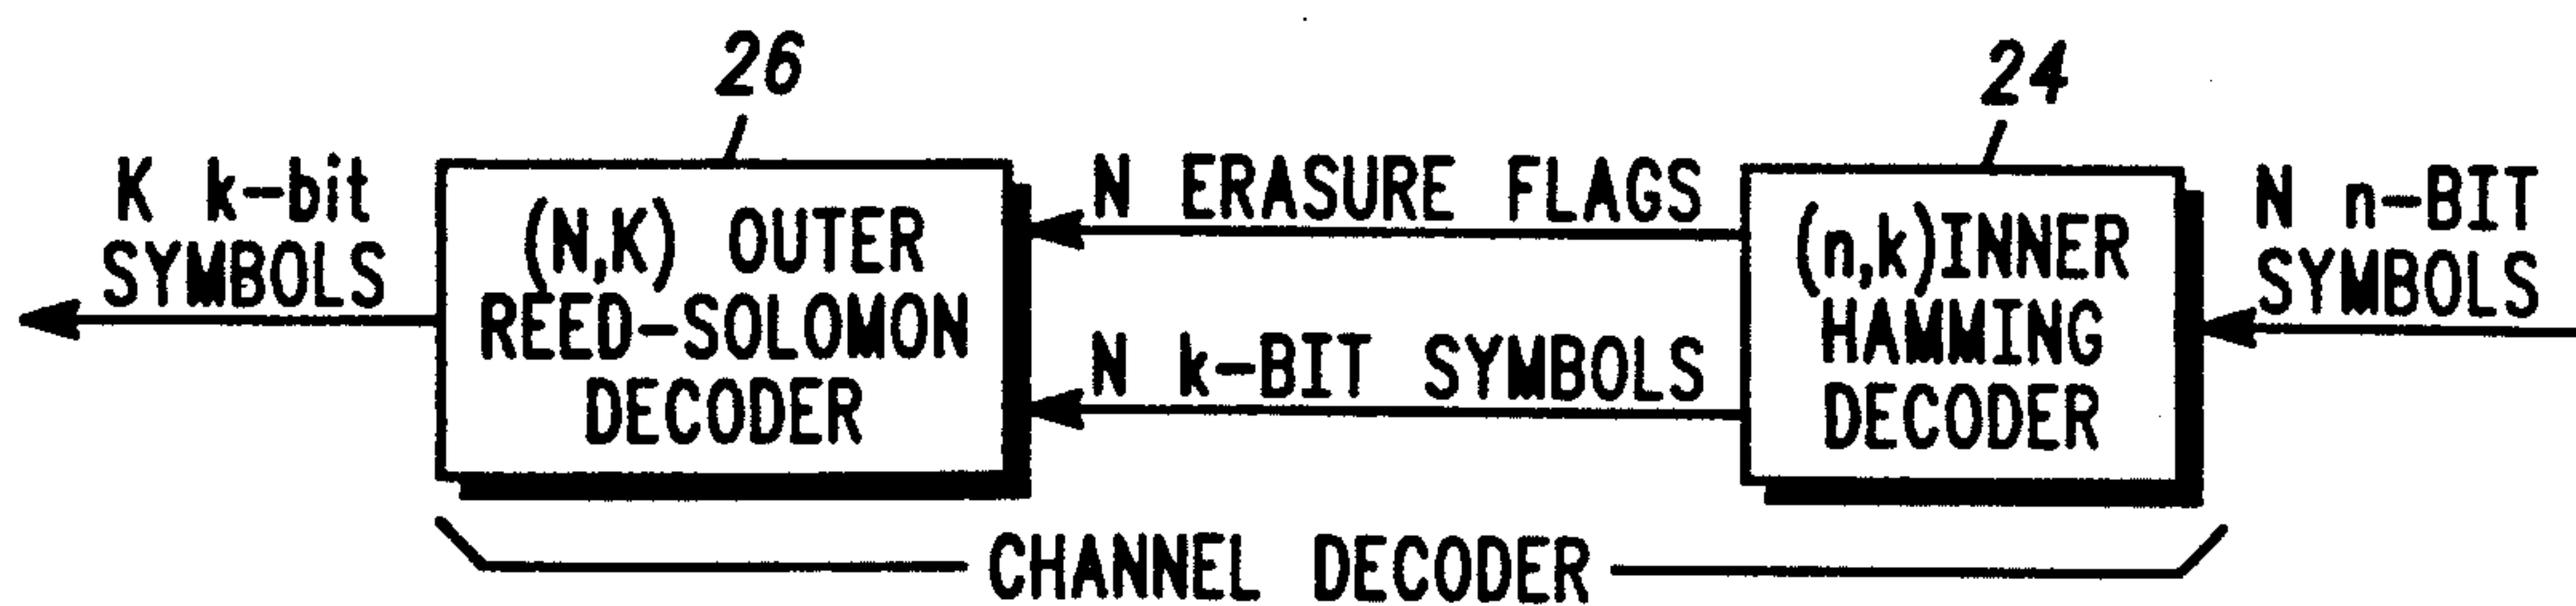 26
24
K k-bit
SYMBOLS
(N,K) OUTER
REED-SOLOMON
DECODER
N ERASURE FLAGS
N k-BIT SYMBOLS
(n,k)INNER
HAMMING
DECODER
N n-BIT
SYMBOLS
CHANNEL DECODER